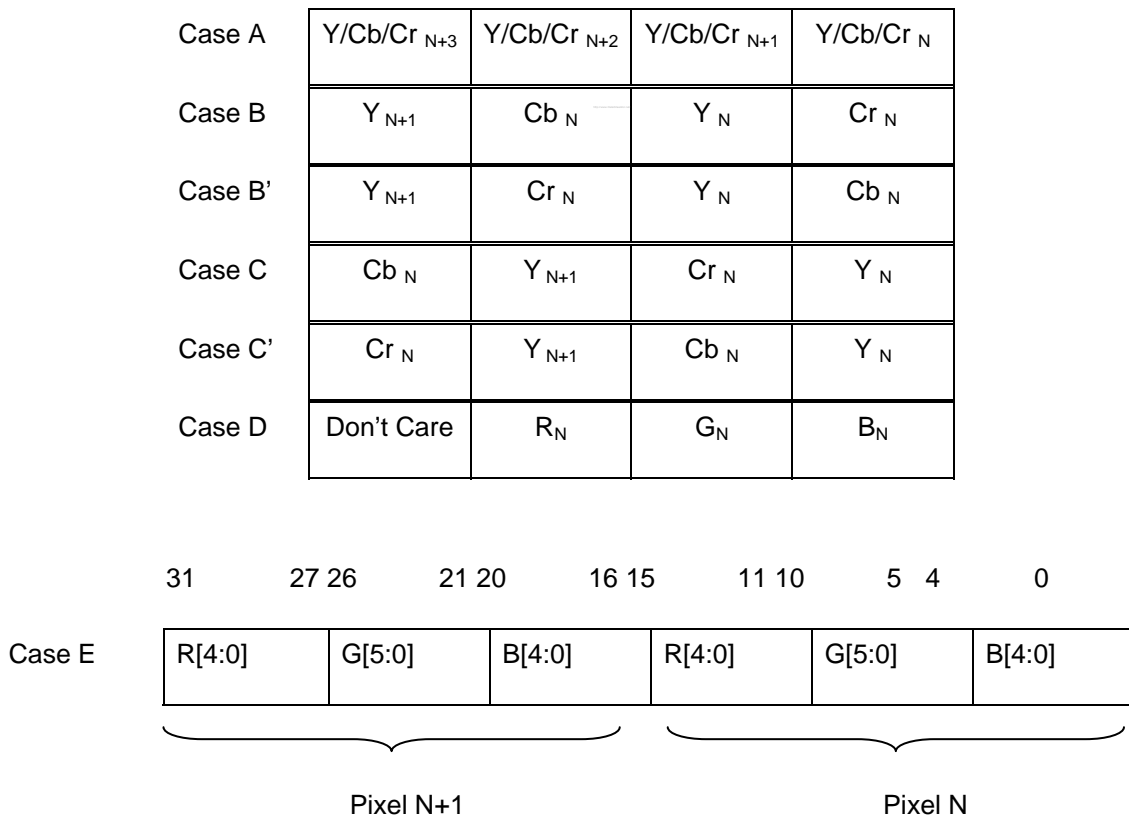 Case A Y/Cb/Cr N+3 Y/Cb/Cr N+2 Y/Cb/Cr N+1 Y/Cb/Cr N
Case B Y N+1 Cb N Y N Cr N
Case B’ Y N+1 Cr N Y N Cb N
Case C Cb N Y N+1 Cr N Y N
Case C’ Cr N Y N+1 Cb N Y N
Case D Don’t Care RN GN BN
31 27 26 21 20 16 15 11 10 5 4 0
Case E R[4:0] G[5:0] B[4:0] R[4:0] G[5:0] B[4:0]
Pixel N+1 Pixel N